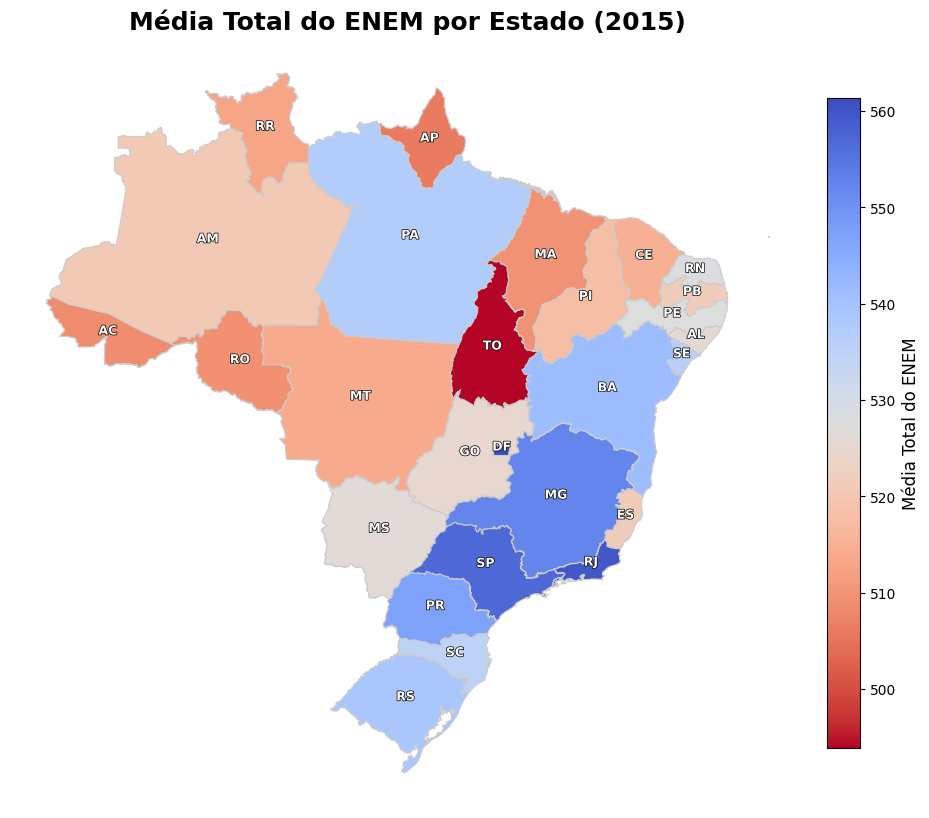 Média Total do ENEM por Estado (2015)
RR
AP
AM
PA
MA
CE
RN
PI
PB
PE
AC
AL
TO
SE
RO
BA
MT
GO
DF
MG
MS
ES
SP
RJ
PR
SC
RS
560
550
540
530
520
510
500
Média Total do ENEM